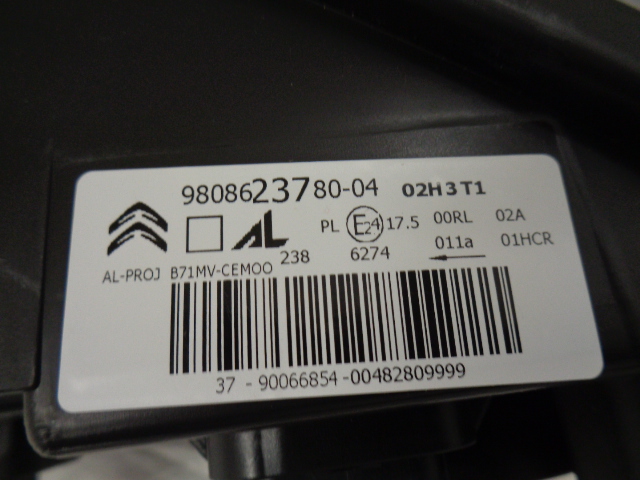 9808623780-04 02H3T1
AL PL E24 17.5 00RL 02A
238 6274 011a 01HCR
AL-PROJ B71MV-CEMOO
37 - 90066854-00482809999